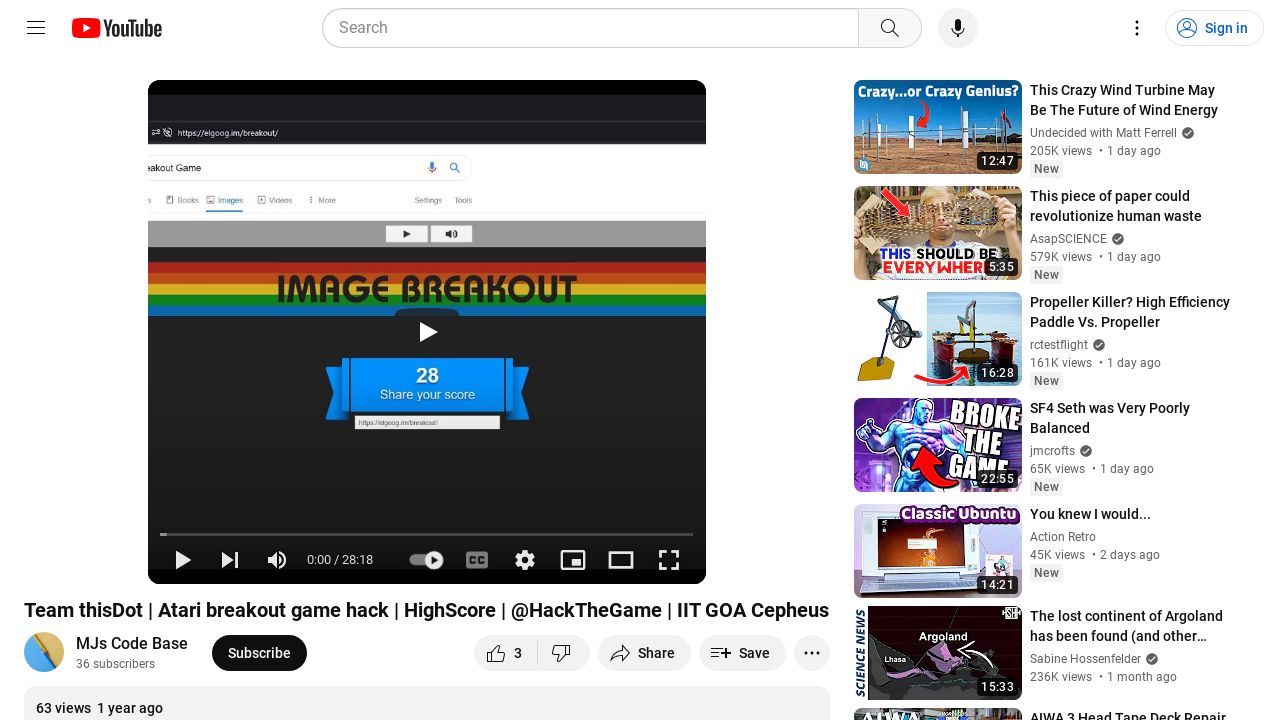 YouTube
Search
Sign in
https://elgoog.im/breakout/
eakout Game
Books
Images
Videos
More
Settings
Tools
IMAGE BREAKOUT
28
Share your score
https://elgoog.im/breakout/
0:00 / 28:18
CC
Team thisDot | Atari breakout game hack | HighScore | @HackTheGame | IIT GOA Cepheus
MJs Code Base
36 subscribers
Subscribe
3
Share
Save
63 views 1 year ago
Crazy...or Crazy Genius?
12:47
This Crazy Wind Turbine May
Be The Future of Wind Energy
Undecided with Matt Ferrell
205K views • 1 day ago
New
THIS SHOULD BE
EVERYWHERE
5:35
This piece of paper could
revolutionize human waste
AsapSCIENCE
579K views • 1 day ago
New
16:28
Propeller Killer? High Efficiency
Paddle Vs. Propeller
rctestflight
161K views • 1 day ago
New
BROKE
THE
GAME
22:55
SF4 Seth was Very Poorly
Balanced
jmcrofts
65K views • 1 day ago
New
Classic Ubuntu
14:21
You knew I would...
Action Retro
45K views • 2 days ago
New
SCIENCE NEWS
Argoland
Lhasa
15:33
The lost continent of Argoland
has been found (and other…
Sabine Hossenfelder
236K views • 1 month ago
AIWA 3 Head Tape Deck Repair